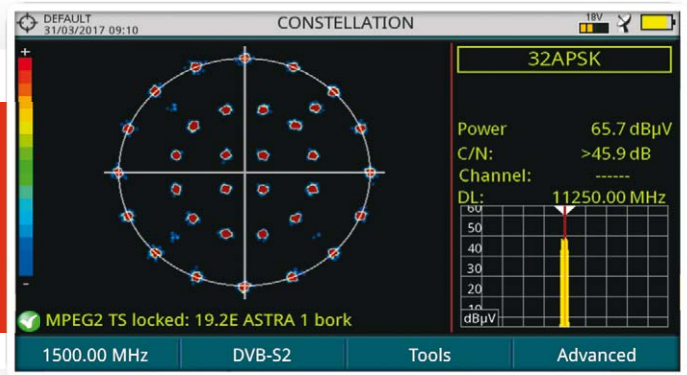 DEFAULT
31/03/2017 09:10
CONSTELLATION
18V
+
32APSK
Power 65.7 dBµV
C/N: >45.9 dB
Channel: ------
DL: 11250.00 MHz
60
50
40
30
20
10
dBµV
-
MPEG2 TS locked: 19.2E ASTRA 1 bork
1500.00 MHz DVB-S2 Tools Advanced